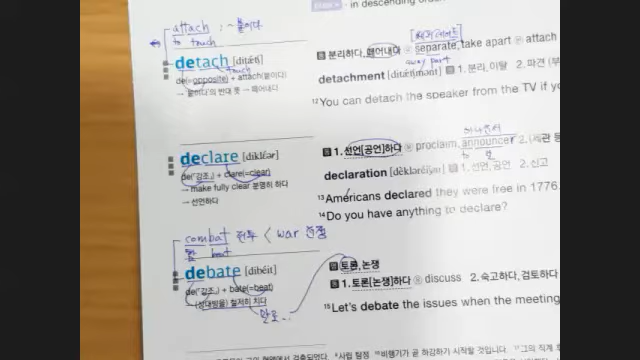 in descending order
attach : ~ 붙이다
to touch
detach [ditǽtʃ]
touch
de(=opposite) + attach(붙이다)
→ '붙이다'의 반대 뜻 → 떼어내다
분리하다, 떼어내다 separate, take apart attach
away part
detachment [ditǽtʃmənt] 1. 분리, 이탈 2. 파견
12 You can detach the speaker from the TV if
declare [diklέər]
de(=강조) + clare(=clear)
→ make fully clear 분명히 하다
→ 선언하다
1. 선언[공언]하다 proclaim, announce 2.
declaration 1. 선언, 공언 2. 신고
13 Americans declared they were free in 1776.
14 Do you have anything to declare?
combat 전투 < war 전쟁
beat
debate [dibéit]
de(=강조) + bate(=beat)
→ (상대방을) 철저히 치다
말로..
토론, 논쟁
1. 토론[논쟁]하다 discuss 2. 숙고하다, 검토하다
15 Let's debate the issues when the meeting